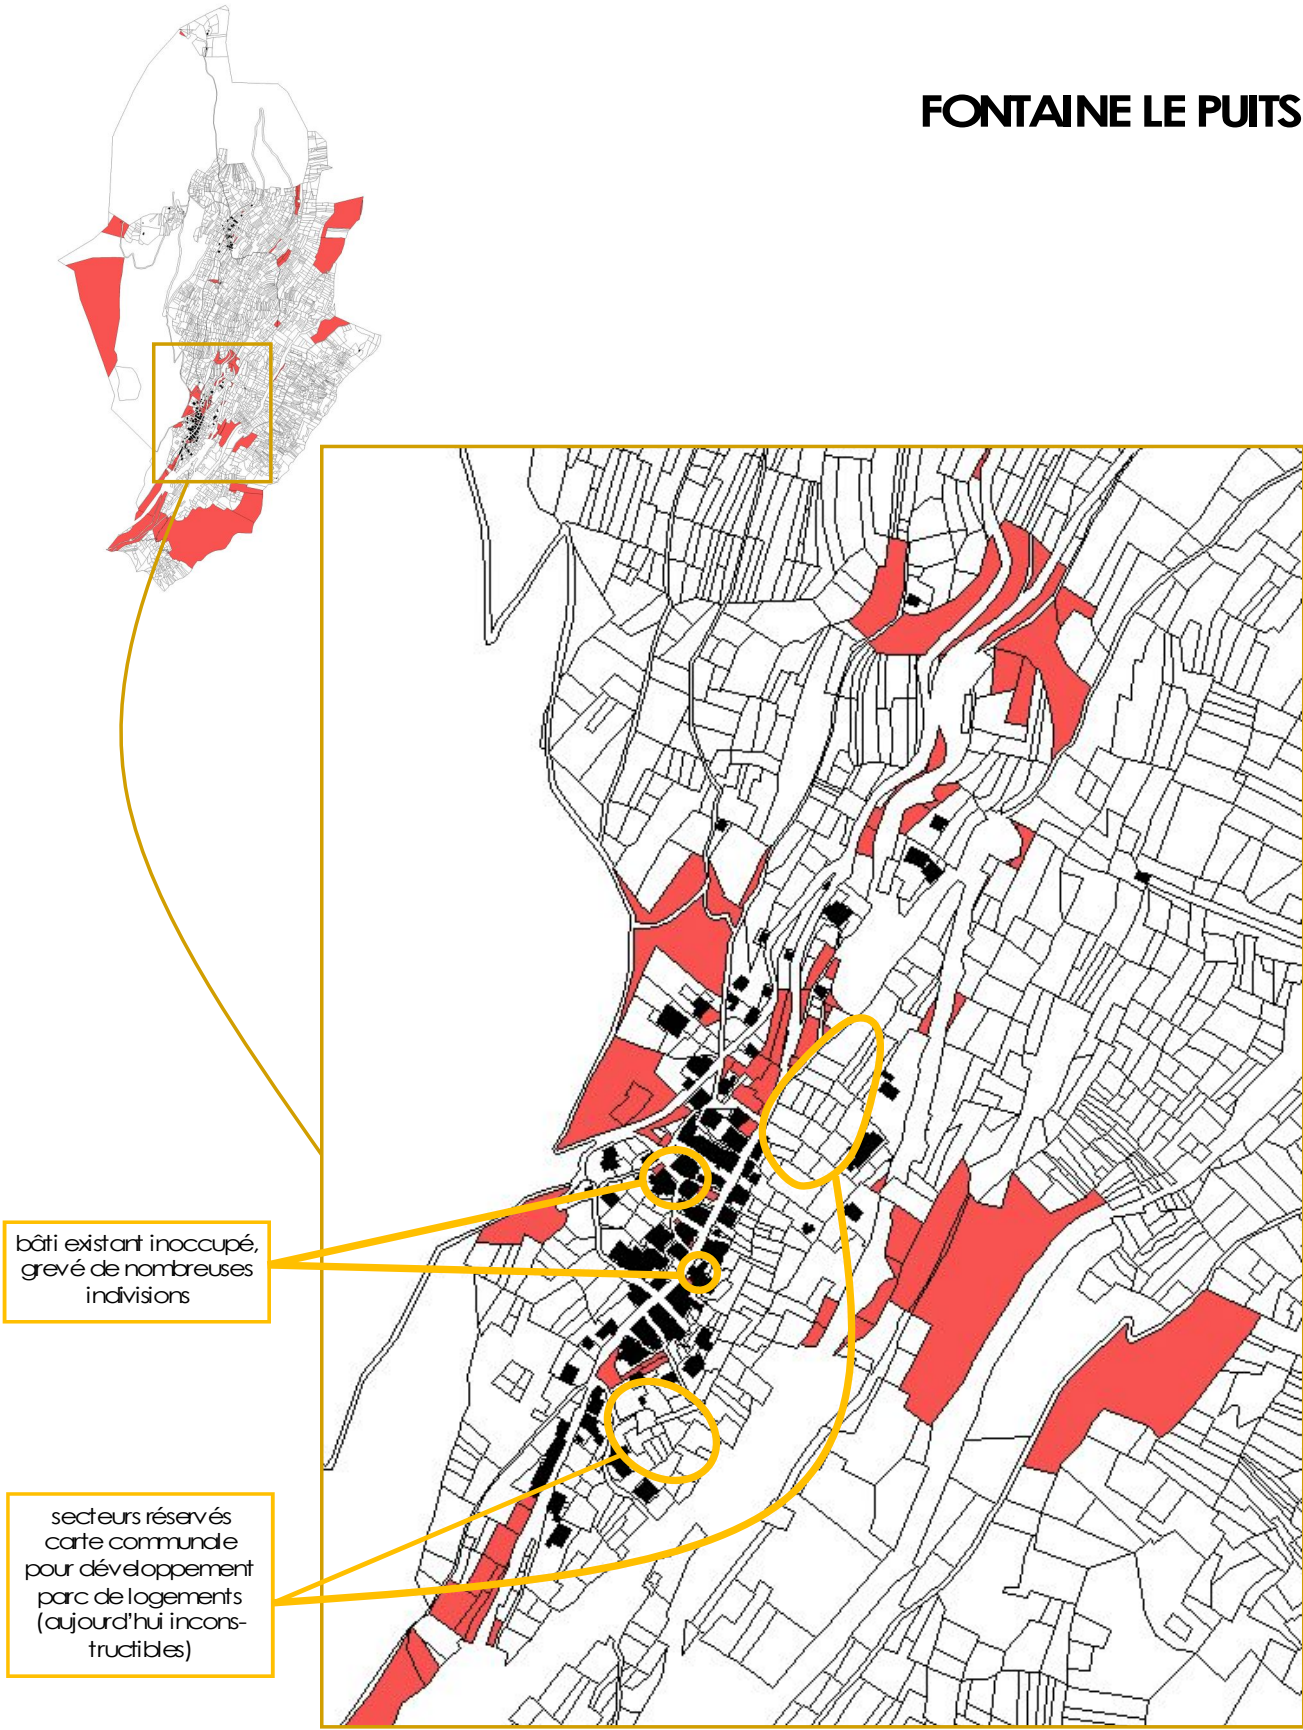 FONTAINE LE PUITS
bâti existant inoccupé,
grevé de nombreuses
indivisions
secteurs réservés
carte communale
pour développement
parc de logements
(aujourd'hui incons-
tructibles)